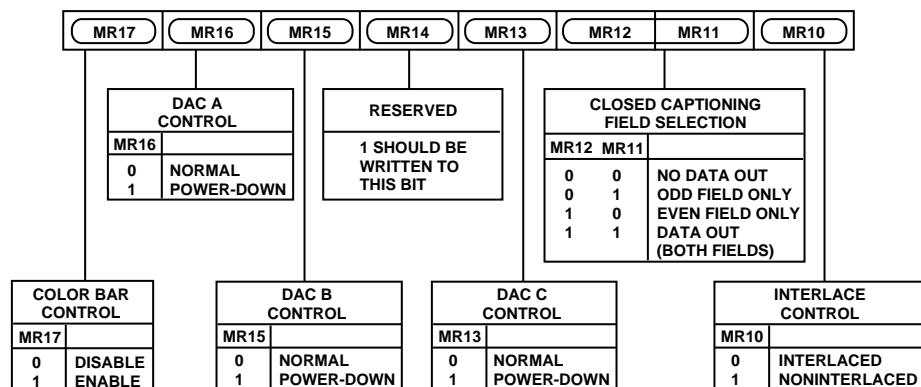 MR17 MR16 MR15 MR14 MR13 MR12 MR11 MR10
DAC A
CONTROL
MR16
0 NORMAL
1 POWER-DOWN
RESERVED
1 SHOULD BE
WRITTEN TO
THIS BIT
CLOSED CAPTIONING
FIELD SELECTION
MR12 MR11
0 0 NO DATA OUT
0 1 ODD FIELD ONLY
1 0 EVEN FIELD ONLY
1 1 DATA OUT
(BOTH FIELDS)
COLOR BAR
CONTROL
MR17
0 DISABLE
1 ENABLE
DAC B
CONTROL
MR15
0 NORMAL
1 POWER-DOWN
DAC C
CONTROL
MR13
0 NORMAL
1 POWER-DOWN
INTERLACE
CONTROL
MR10
0 INTERLACED
1 NONINTERLACED